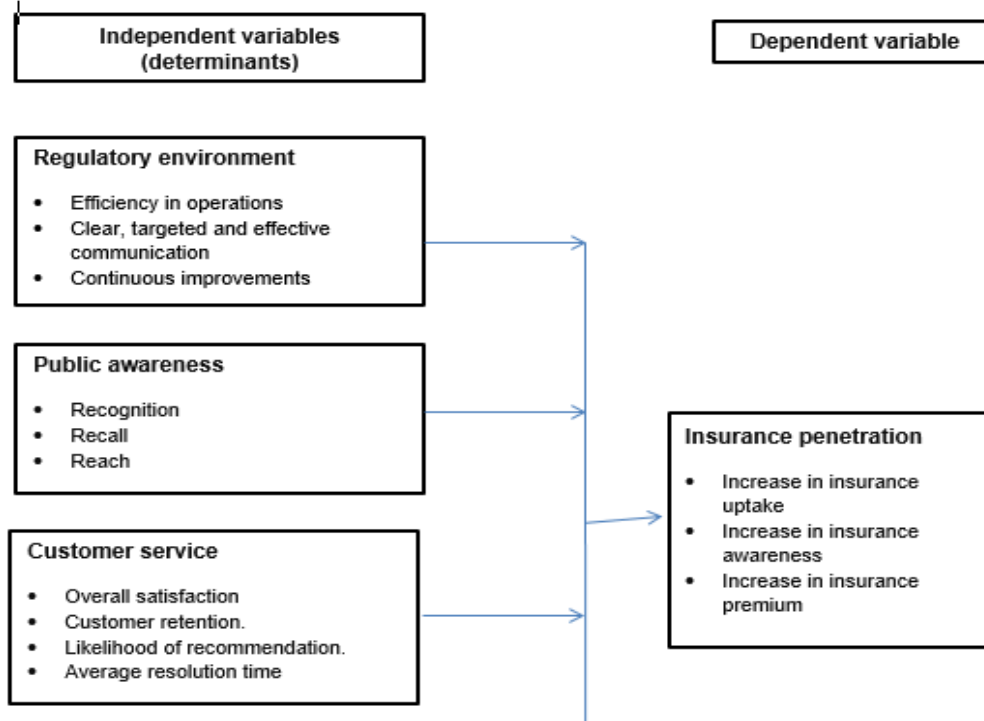 Independent variables
(determinants)
Dependent variable
Regulatory environment
• Efficiency in operations
• Clear, targeted and effective
communication
• Continuous improvements
Public awareness
• Recognition
• Recall
• Reach
Customer service
• Overall satisfaction
• Customer retention.
• Likelihood of recommendation.
• Average resolution time
Insurance penetration
• Increase in insurance
uptake
• Increase in insurance
awareness
• Increase in insurance
premium